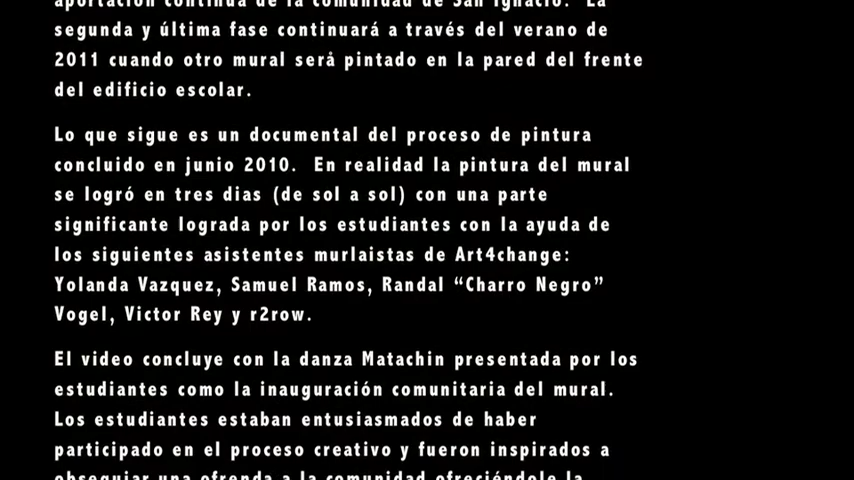 aportación continua de la comunidad de San Ignacio. La
segunda y última fase continuará a través del verano de
2011 cuando otro mural será pintado en la pared del frente
del edificio escolar.
Lo que sigue es un documental del proceso de pintura
concluido en junio 2010. En realidad la pintura del mural
se logró en tres dias (de sol a sol) con una parte
significante lograda por los estudiantes con la ayuda de
los siguientes asistentes murlaistas de Art4change:
Yolanda Vazquez, Samuel Ramos, Randal “Charro Negro”
Vogel, Victor Rey y r2row.
El video concluye con la danza Matachin presentada por los
estudiantes como la inauguración comunitaria del mural.
Los estudiantes estaban entusiasmados de haber
participado en el proceso creativo y fueron inspirados a
obsequiar una ofrenda a la comunidad ofreciéndole la